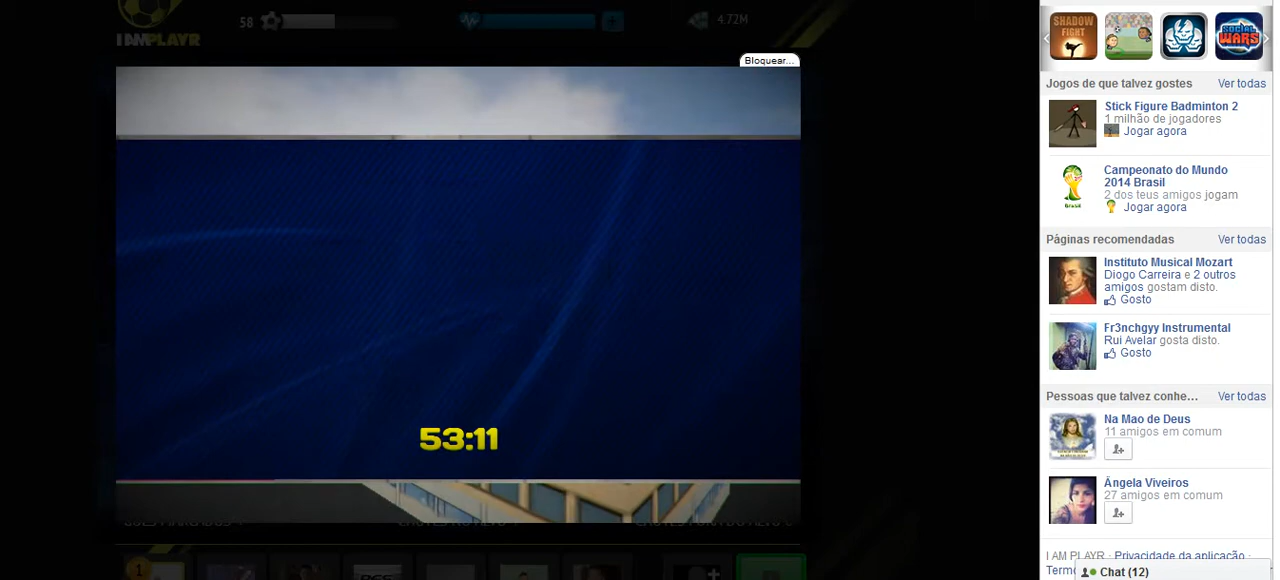 58
4.72M
I AM PLAYR
Bloquear...
53:11
SHADOW
FIGHT
SOCIAL
WARS
Jogos de que talvez gostes
Ver todas
Stick Figure Badminton 2
1 milhão de jogadores
Jogar agora
Campeonato do Mundo
2014 Brasil
2 dos teus amigos jogam
Jogar agora
Páginas recomendadas
Ver todas
Instituto Musical Mozart
Diogo Carreira e 2 outros
amigos gostam disto.
Gosto
Fr3nchgyy Instrumental
Rui Avelar gosta disto.
Gosto
Pessoas que talvez conhe...
Ver todas
Na Mao de Deus
11 amigos em comum
Ângela Viveiros
27 amigos em comum
I AM PLAYR · Privacidade da aplicação ·
Termo
Chat (12)
1